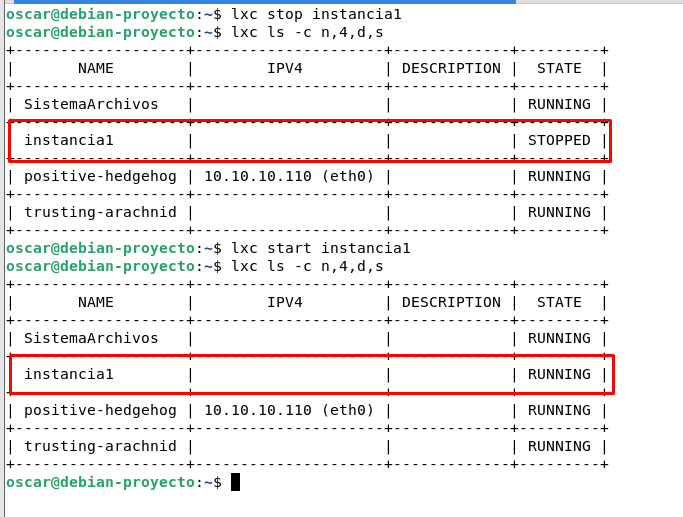 oscar@debian-proyecto:~$ lxc stop instancia1
oscar@debian-proyecto:~$ lxc ls -c n,4,d,s
+-------------------+---------------------+-------------+---------+
|       NAME        |        IPV4         | DESCRIPTION |  STATE  |
+-------------------+---------------------+-------------+---------+
| SistemaArchivos   |                     |             | RUNNING |
+-------------------+---------------------+-------------+---------+
| instancia1        |                     |             | STOPPED |
+-------------------+---------------------+-------------+---------+
| positive-hedgehog | 10.10.10.110 (eth0) |             | RUNNING |
+-------------------+---------------------+-------------+---------+
| trusting-arachnid |                     |             | RUNNING |
+-------------------+---------------------+-------------+---------+
oscar@debian-proyecto:~$ lxc start instancia1
oscar@debian-proyecto:~$ lxc ls -c n,4,d,s
+-------------------+---------------------+-------------+---------+
|       NAME        |        IPV4         | DESCRIPTION |  STATE  |
+-------------------+---------------------+-------------+---------+
| SistemaArchivos   |                     |             | RUNNING |
+-------------------+---------------------+-------------+---------+
| instancia1        |                     |             | RUNNING |
+-------------------+---------------------+-------------+---------+
| positive-hedgehog | 10.10.10.110 (eth0) |             | RUNNING |
+-------------------+---------------------+-------------+---------+
| trusting-arachnid |                     |             | RUNNING |
+-------------------+---------------------+-------------+---------+
oscar@debian-proyecto:~$